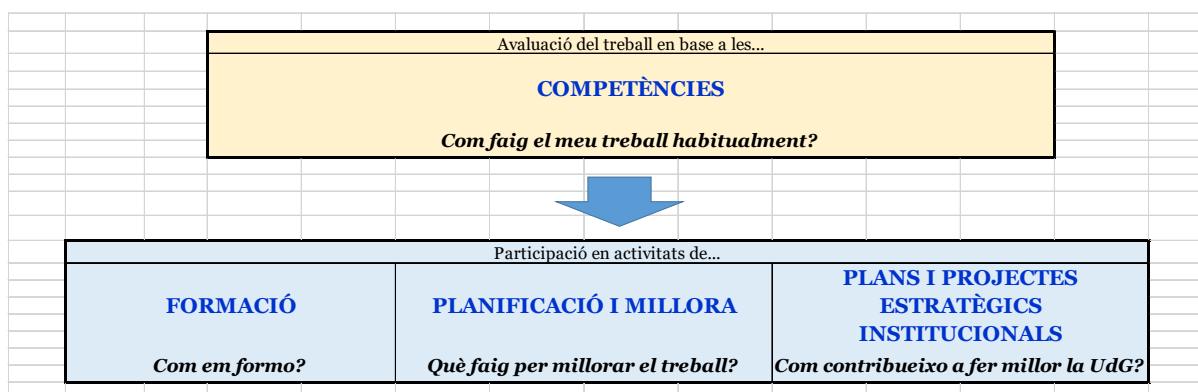 Avaluació del treball en base a les...
COMPETÈNCIES
Com faig el meu treball habitualment?
Participació en activitats de...
FORMACIÓ
Com em formo?
PLANIFICACIÓ I MILLORA
Què faig per millorar el treball?
PLANS I PROJECTES
ESTRATÈGICS
INSTITUCIONALS
Com contribueixo a fer millor la UdG?